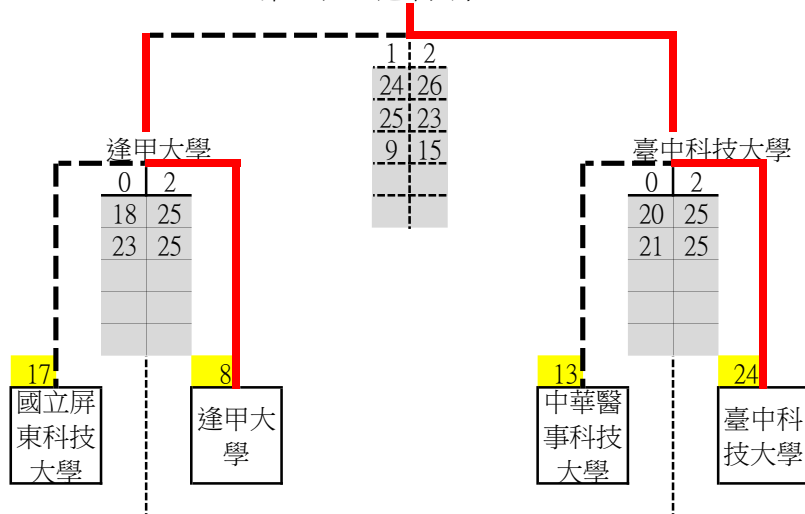 1 2
24 26
25 23
9 15
逢甲大學
臺中科技大學
0 2
0 2
18 25
20 25
23 25
21 25
17
8
13
24
國立屏
東科技
大學
逢甲大
學
中華醫
事科技
大學
臺中科
技大學